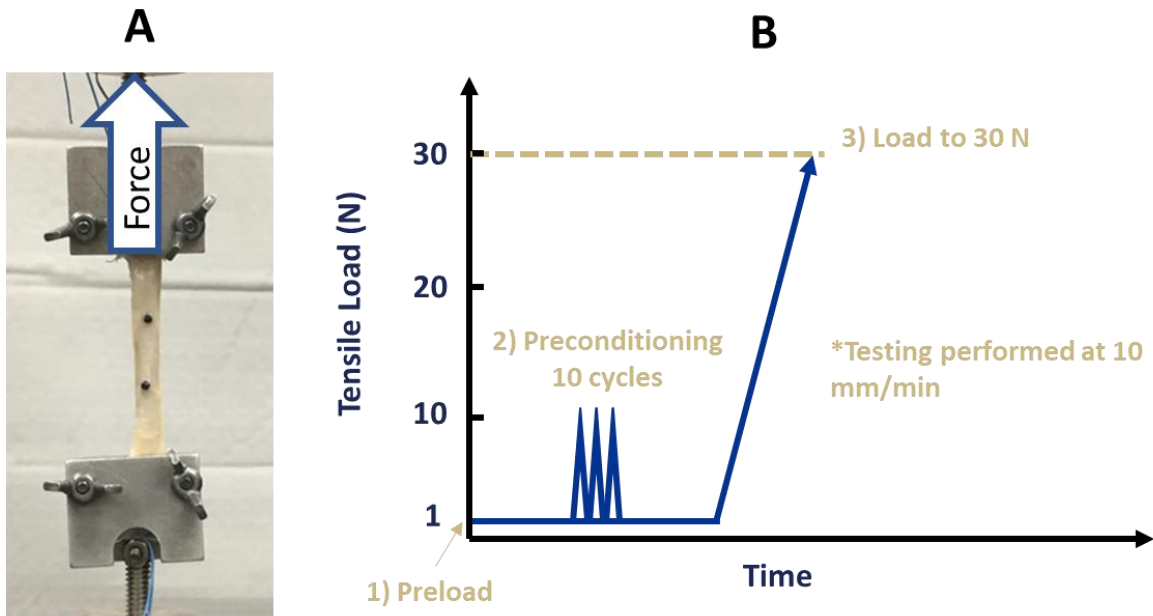 A
Force
B
Tensile Load (N)
30
20
10
1
3) Load to 30 N
2) Preconditioning
10 cycles
*Testing performed at 10
mm/min
1) Preload
Time